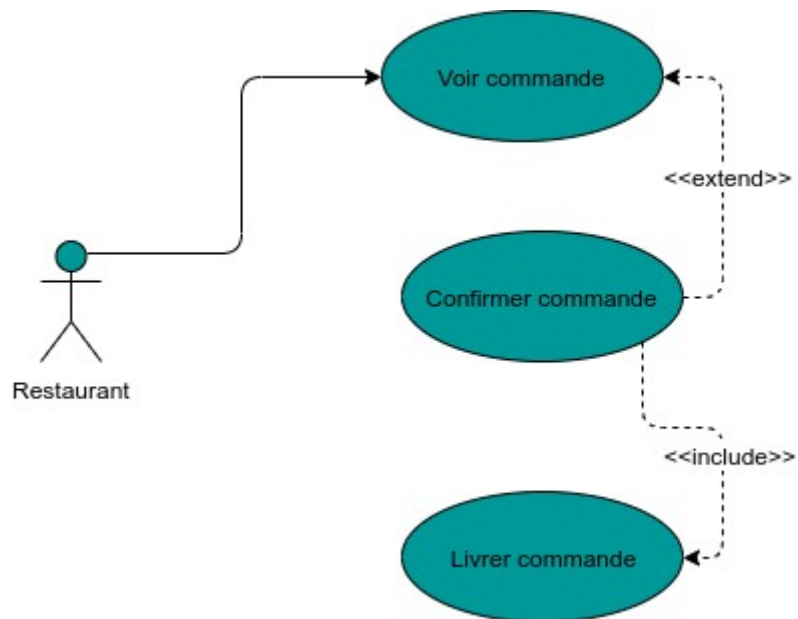 Voir commande
<<extend>>
Confirmer commande
Restaurant
<<include>>
Livrer commande